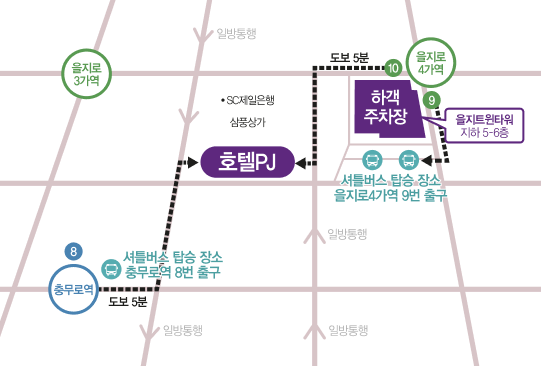 일방통행
을지로
3가역
도보 5분
10
을지로
4가역
9
• SC제일은행
삼풍상가
하객
주차장
을지트윈타워
지하 5-6층
호텔PJ
셔틀버스 탑승 장소
을지로4가역 9번 출구
일방통행
8
셔틀버스 탑승 장소
충무로역 8번 출구
충무로역
도보 5분
일방통행
일방통행